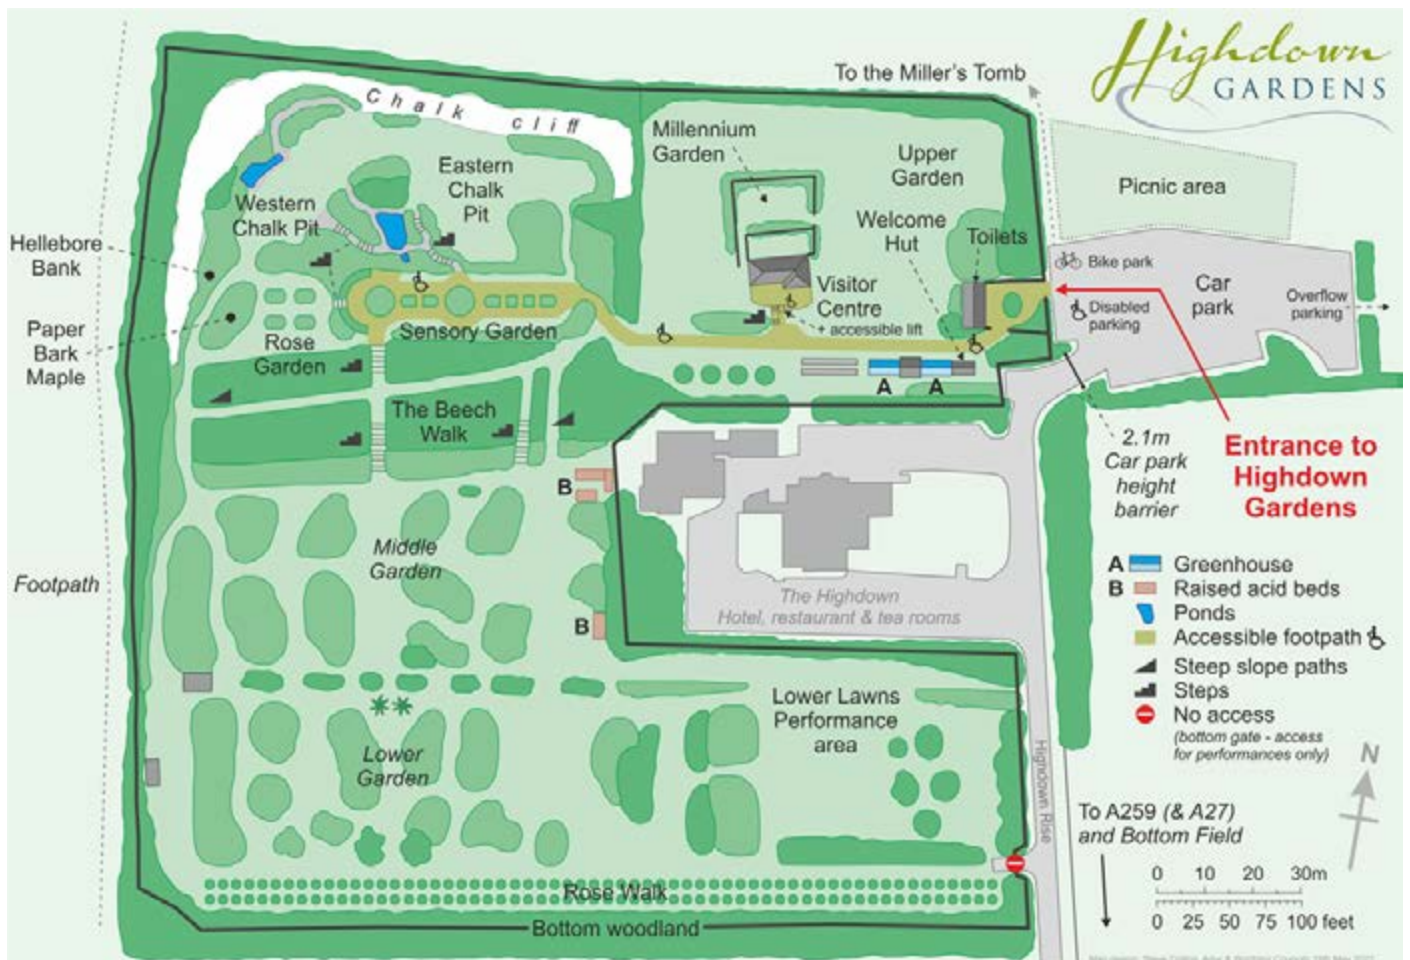 Highdown
GARDENS
To the Miller's Tomb
Chalk cliff
Millennium
Garden
Upper
Garden
Picnic area
Eastern
Chalk
Pit
Western
Chalk Pit
Welcome
Hut
Toilets
Hellebore
Bank
Bike park
Car
park
Visitor
Centre
+ accessible lift
Disabled
parking
Overflow
parking
Paper
Bark
Maple
Sensory Garden
Rose
Garden
A
A
The Beech
Walk
2.1m
Car park
height
barrier
Entrance to
Highdown
Gardens
B
Middle
Garden
Footpath
The Highdown
Hotel, restaurant & tea rooms
B
A Greenhouse
B Raised acid beds
Ponds
Accessible footpath
Steep slope paths
Steps
No access
(bottom gate - access
for performances only)
Lower Lawns
Performance
area
Lower
Garden
Highdown Rise
N
To A259 (& A27)
and Bottom Field
0 10 20 30m
0 25 50 75 100 feet
Rose Walk
Bottom woodland